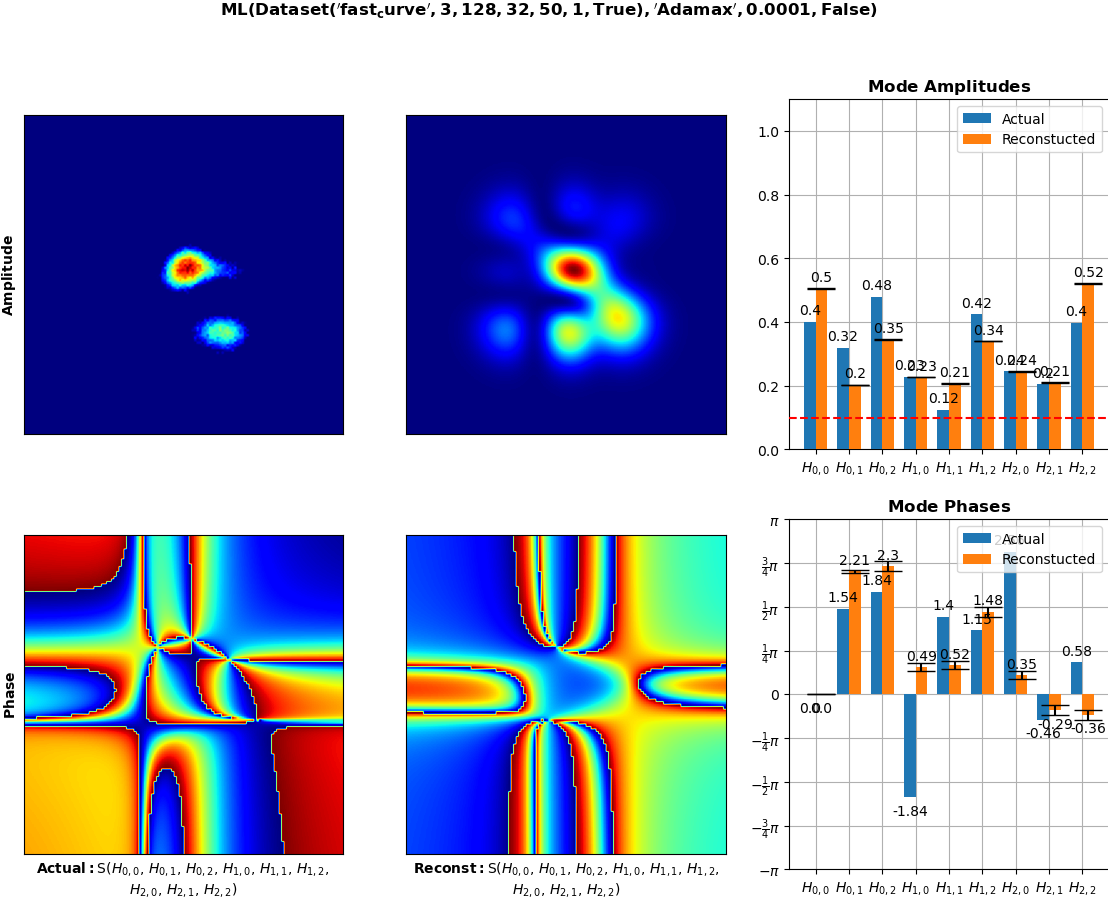 ML(Dataset('fast_curve', 3, 128, 32, 50, 1, True), 'Adamax', 0.0001, False)
Amplitude
Mode Amplitudes
Actual
Reconstucted
1.0
0.8
0.6
0.4
0.2
0.0
0.4
0.5
0.32
0.2
0.48
0.35
0.23
0.23
0.12
0.21
0.42
0.34
0.24
0.24
0.2
0.21
0.4
0.52
H0,0 H0,1 H0,2 H1,0 H1,1 H1,2 H2,0 H2,1 H2,2
Phase
Actual: S(H0,0, H0,1, H0,2, H1,0, H1,1, H1,2,
H2,0, H2,1, H2,2)
Reconst: S(H0,0, H0,1, H0,2, H1,0, H1,1, H1,2,
H2,0, H2,1, H2,2)
Mode Phases
Actual
Reconstucted
π
3/4π
1/2π
1/4π
0
−1/4π
−1/2π
−3/4π
−π
0.0
0.0
1.54
2.21
1.84
2.3
-1.84
0.49
1.4
0.52
1.15
1.48
0.35
-0.46
-0.29
0.58
-0.36
H0,0 H0,1 H0,2 H1,0 H1,1 H1,2 H2,0 H2,1 H2,2